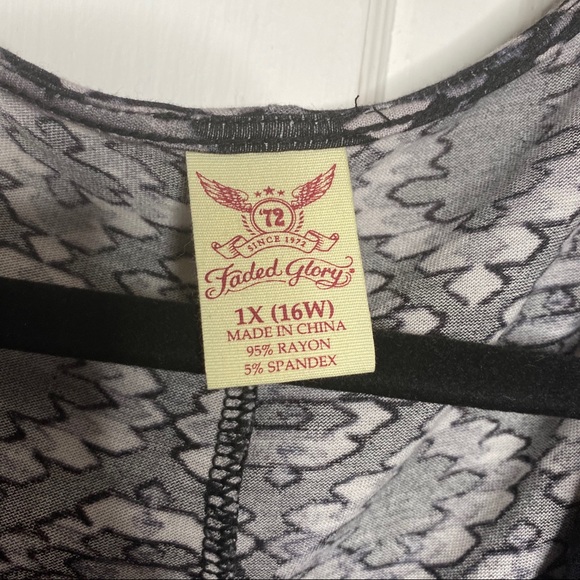 '72
SINCE 1972
Faded Glory®
1X (16W)
MADE IN CHINA
95% RAYON
5% SPANDEX